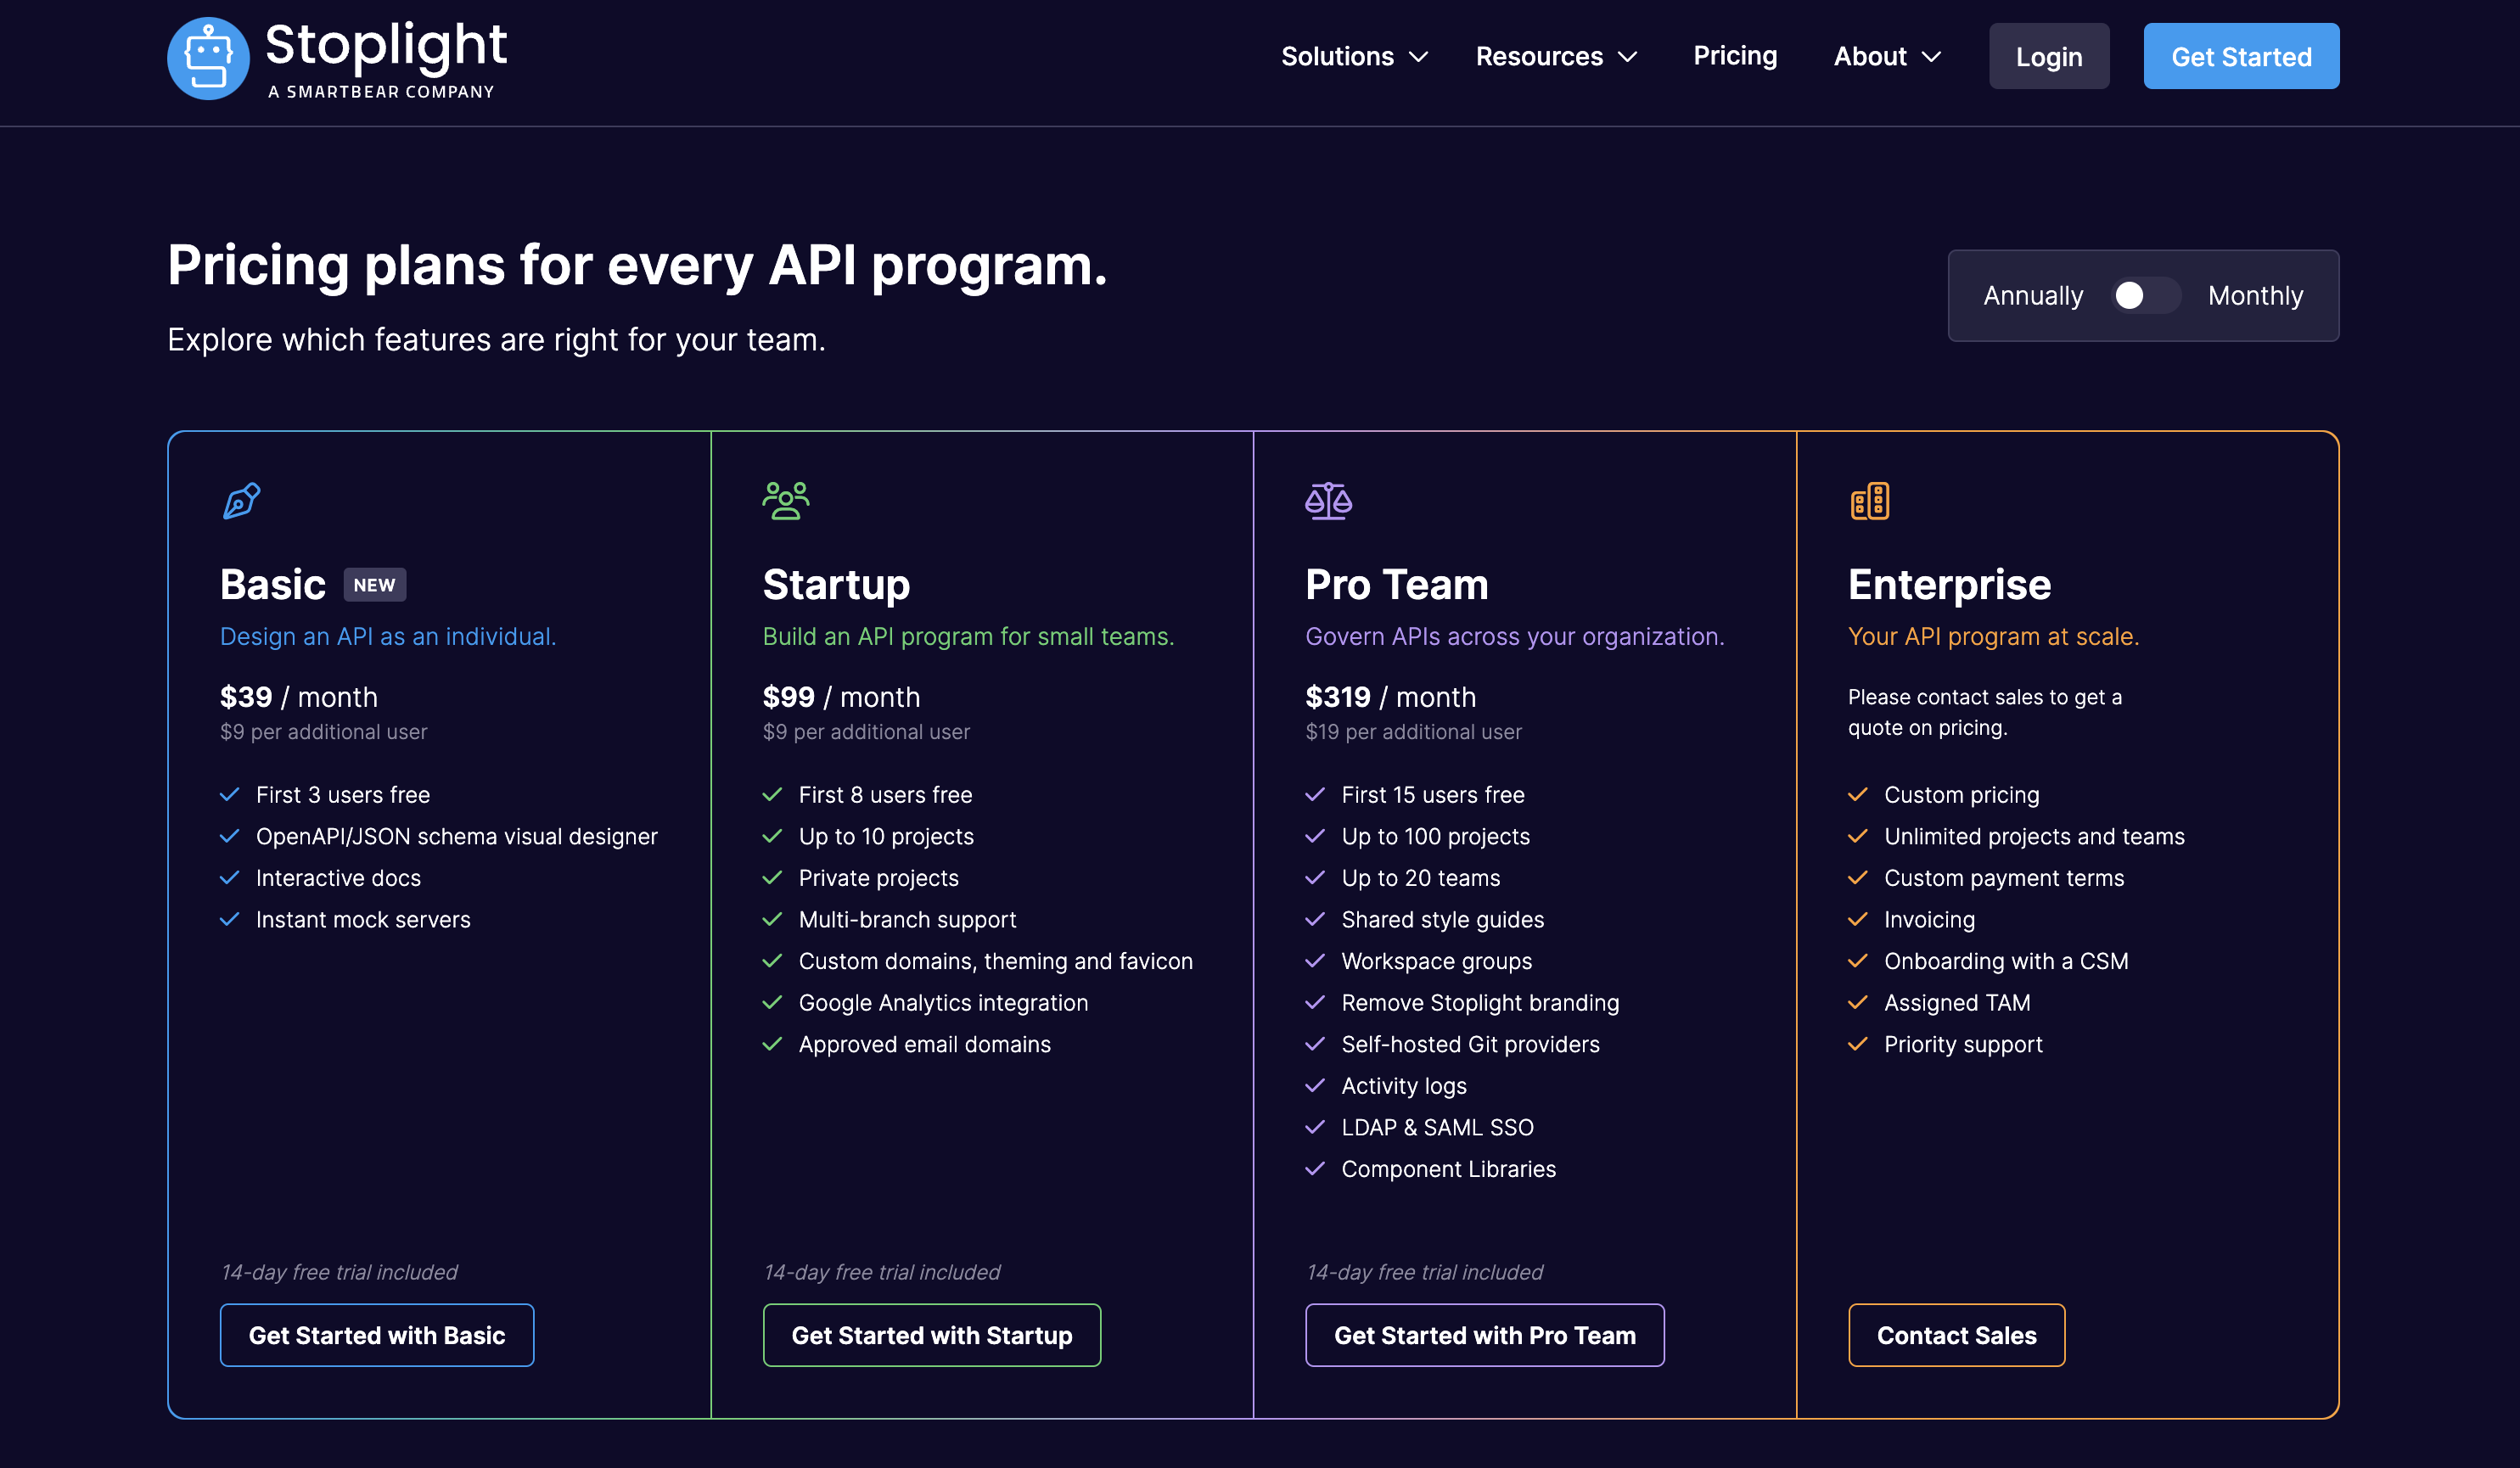 Stoplight
A SMARTBEAR COMPANY
Solutions
Resources
Pricing
About
Login
Get Started
Pricing plans for every API program.
Explore which features are right for your team.
Annually
Monthly
Basic NEW
Design an API as an individual.
$39 / month
$9 per additional user
First 3 users free
OpenAPI/JSON schema visual designer
Interactive docs
Instant mock servers
14-day free trial included
Get Started with Basic
Startup
Build an API program for small teams.
$99 / month
$9 per additional user
First 8 users free
Up to 10 projects
Private projects
Multi-branch support
Custom domains, theming and favicon
Google Analytics integration
Approved email domains
14-day free trial included
Get Started with Startup
Pro Team
Govern APIs across your organization.
$319 / month
$19 per additional user
First 15 users free
Up to 100 projects
Up to 20 teams
Shared style guides
Workspace groups
Remove Stoplight branding
Self-hosted Git providers
Activity logs
LDAP & SAML SSO
Component Libraries
14-day free trial included
Get Started with Pro Team
Enterprise
Your API program at scale.
Please contact sales to get a
quote on pricing.
Custom pricing
Unlimited projects and teams
Custom payment terms
Invoicing
Onboarding with a CSM
Assigned TAM
Priority support
Contact Sales